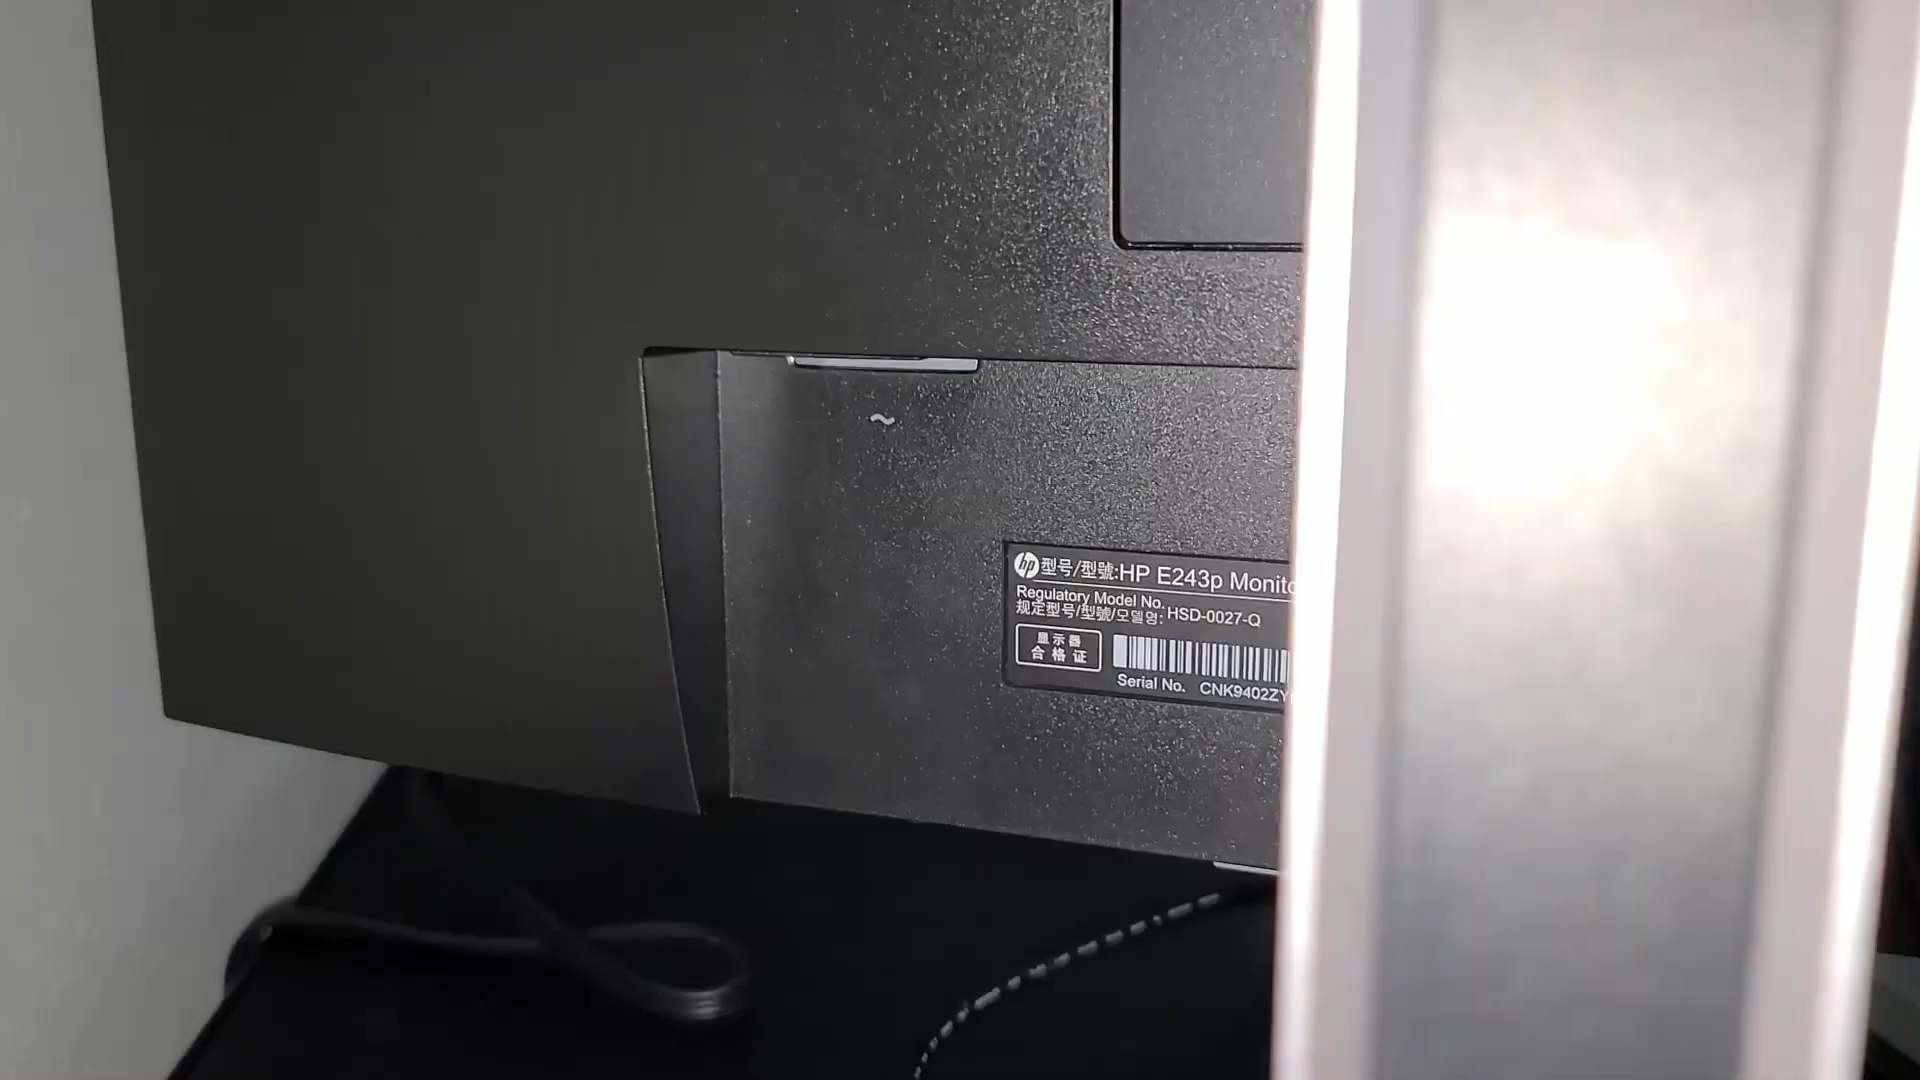 ~
hp 型号/型號:HP E243p Monito
Regulatory Model No.
规定型号/型號/모델명: HSD-0027-Q
显示器
合格证
Serial No. CNK9402ZY